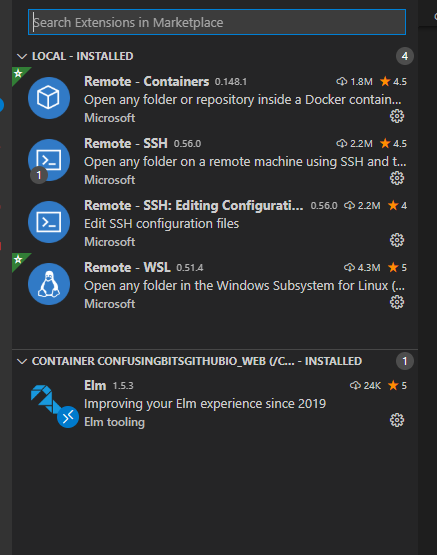 Search Extensions in Marketplace
LOCAL - INSTALLED 4
Remote - Containers 0.148.1 1.8M 4.5
Open any folder or repository inside a Docker contain...
Microsoft
Remote - SSH 0.56.0 2.2M 4.5
Open any folder on a remote machine using SSH and t...
1
Microsoft
Remote - SSH: Editing Configurati... 0.56.0 2.2M 4
Edit SSH configuration files
Microsoft
Remote - WSL 0.51.4 4.3M 5
Open any folder in the Windows Subsystem for Linux (...
Microsoft
CONTAINER CONFUSINGBITSGITHUBIO_WEB (/C... - INSTALLED 1
Elm 1.5.3 24K 5
Improving your Elm experience since 2019
Elm tooling